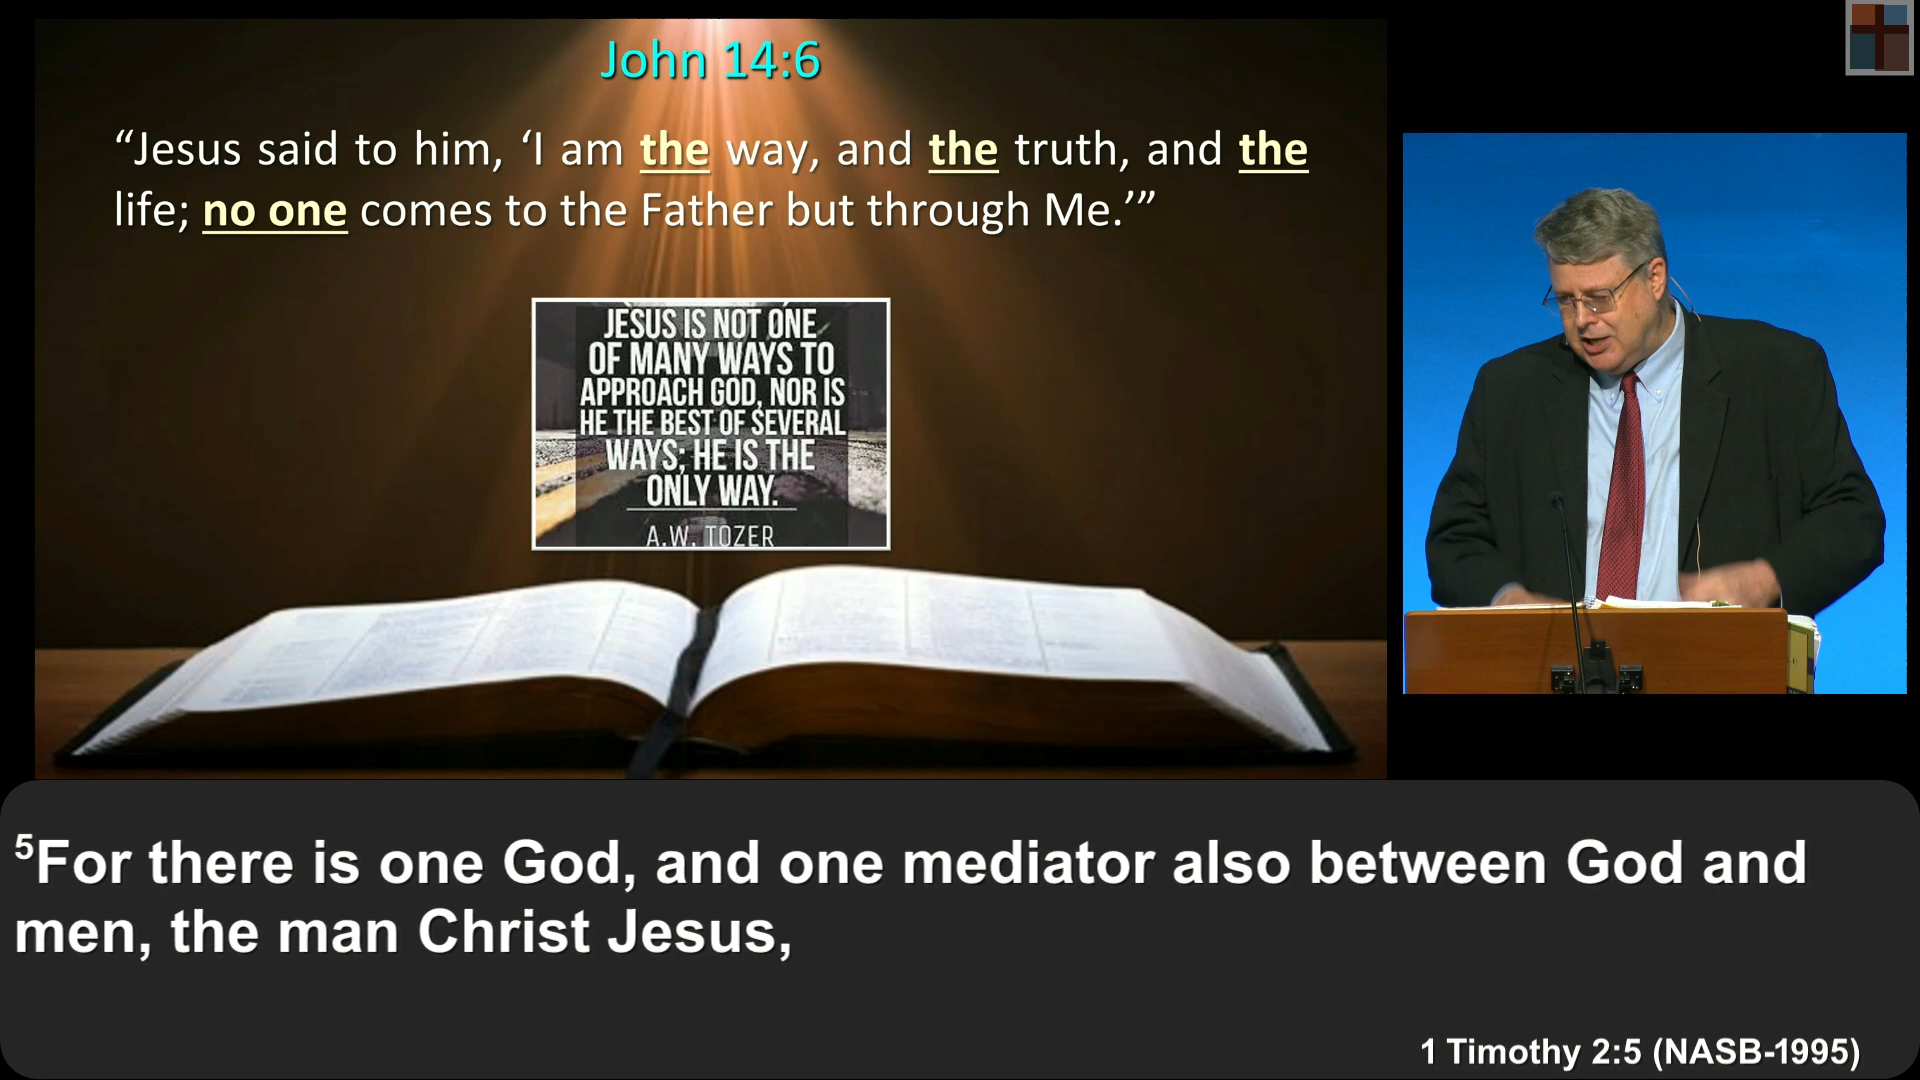 John 14:6
“Jesus said to him, ‘I am the way, and the truth, and the
life; no one comes to the Father but through Me.’”
JESUS IS NOT ONE
OF MANY WAYS TO
APPROACH GOD, NOR IS
HE THE BEST OF SEVERAL
WAYS; HE IS THE
ONLY WAY.
A.W. TOZER
⁵For there is one God, and one mediator also between God and
men, the man Christ Jesus,
1 Timothy 2:5 (NASB-1995)